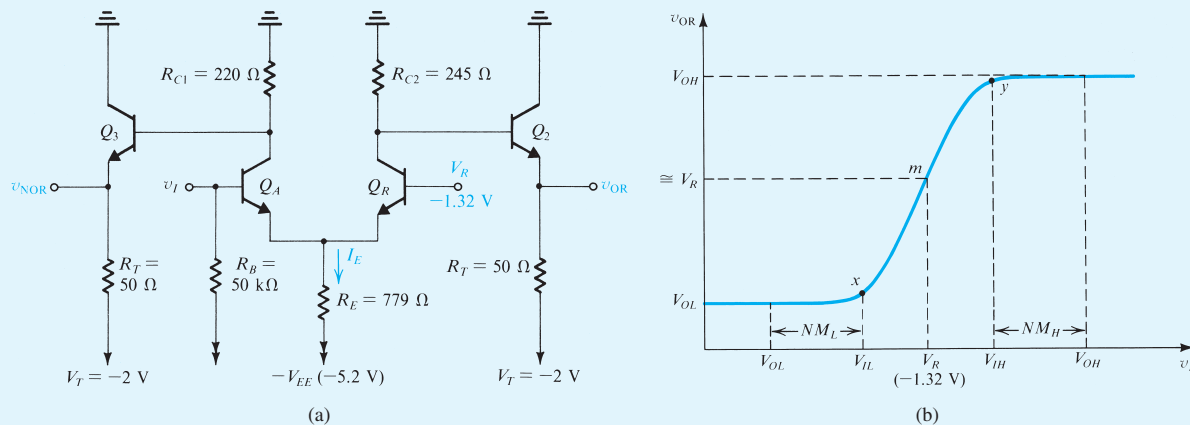 R_C1 = 220 Ω
R_C2 = 245 Ω
Q_3
Q_2
v_NOR
v_I
Q_A
Q_R
V_R
−1.32 V
v_OR
I_E
R_T =
50 Ω
R_B =
50 kΩ
R_E = 779 Ω
R_T = 50 Ω
V_T = −2 V
−V_EE (−5.2 V)
V_T = −2 V
(a)
v_OR
V_OH
y
m
≅ V_R
x
V_OL
NM_L
NM_H
V_OL
V_IL
V_R
V_IH
V_OH
(−1.32 V)
(b)